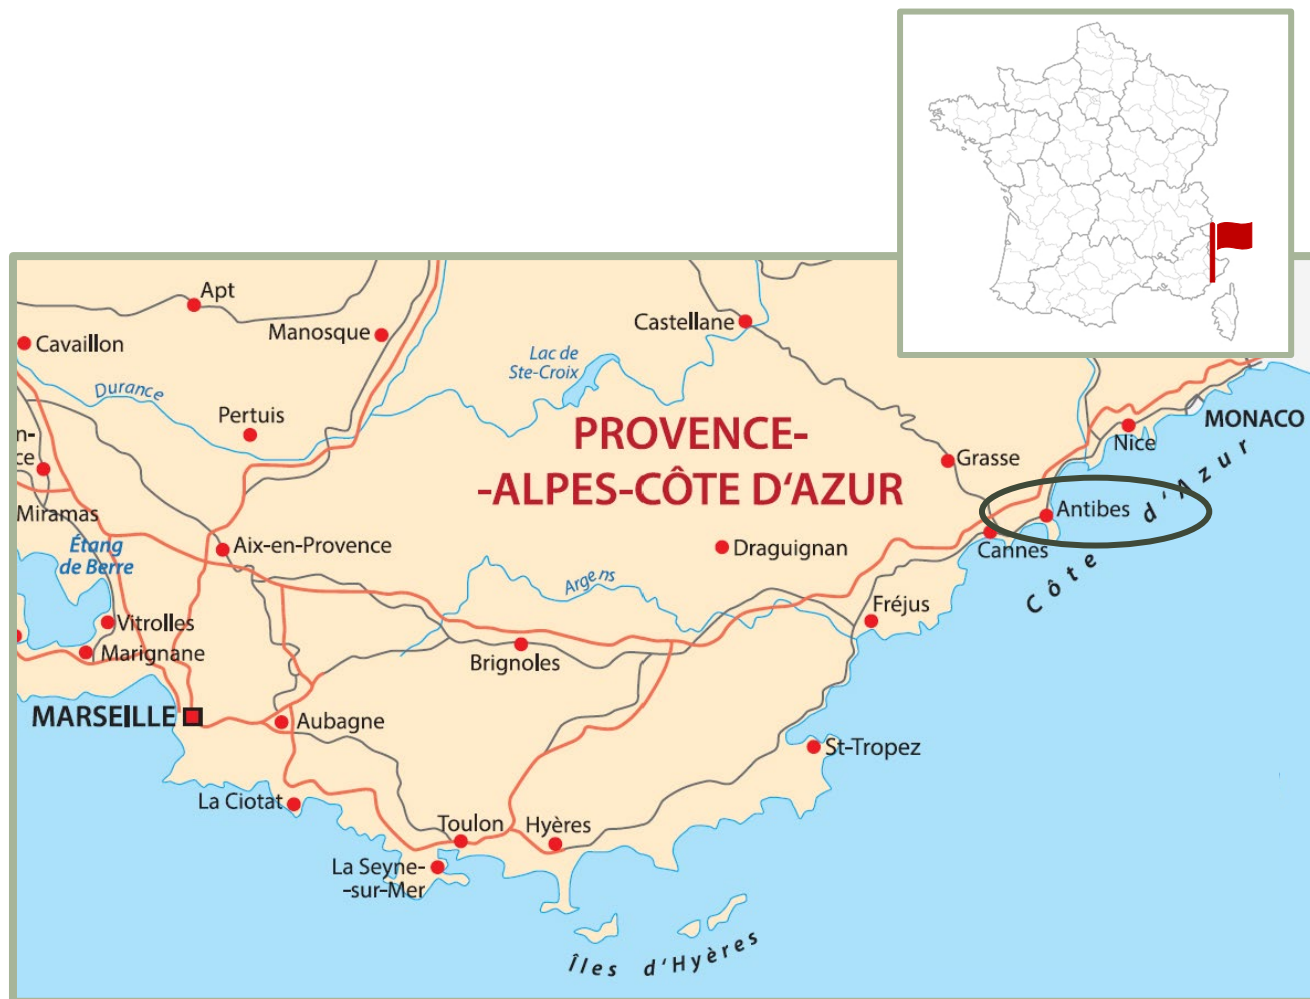 Apt
Manosque
Castellane
Cavaillon
Lac de
Ste-Croix
Durance
Pertuis
PROVENCE-
-ALPES-CÔTE D'AZUR
MONACO
Nice
n-
ce
Grasse
Miramas
Antibes
Étang
de Berre
Aix-en-Provence
Draguignan
Cannes
Côte d'Azur
Argens
Fréjus
Vitrolles
Marignane
Brignoles
MARSEILLE
Aubagne
St-Tropez
La Ciotat
Toulon
Hyères
La Seyne-
-sur-Mer
Îles d'Hyères